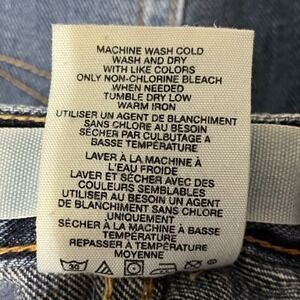 MACHINE WASH COLD
WASH AND DRY
WITH LIKE COLORS
ONLY NON-CHLORINE BLEACH
WHEN NEEDED
TUMBLE DRY LOW
WARM IRON
UTILISER UN AGENT DE BLANCHIMENT
SANS CHLORE AU BESOIN
SÉCHER PAR CULBUTAGE À
BASSE TEMPÉRATURE
LAVER À LA MACHINE À
L'EAU FROIDE
LAVER ET SÉCHER AVEC DES
COULEURS SEMBLABLES
UTILISER AU BESOIN UN AGENT DE
BLANCHIMENT SANS CHLORE
UNIQUEMENT
SÉCHER À LA MACHINE À BASSE
TEMPÉRATURE
REPASSER À TEMPÉRATURE
MOYENNE
30